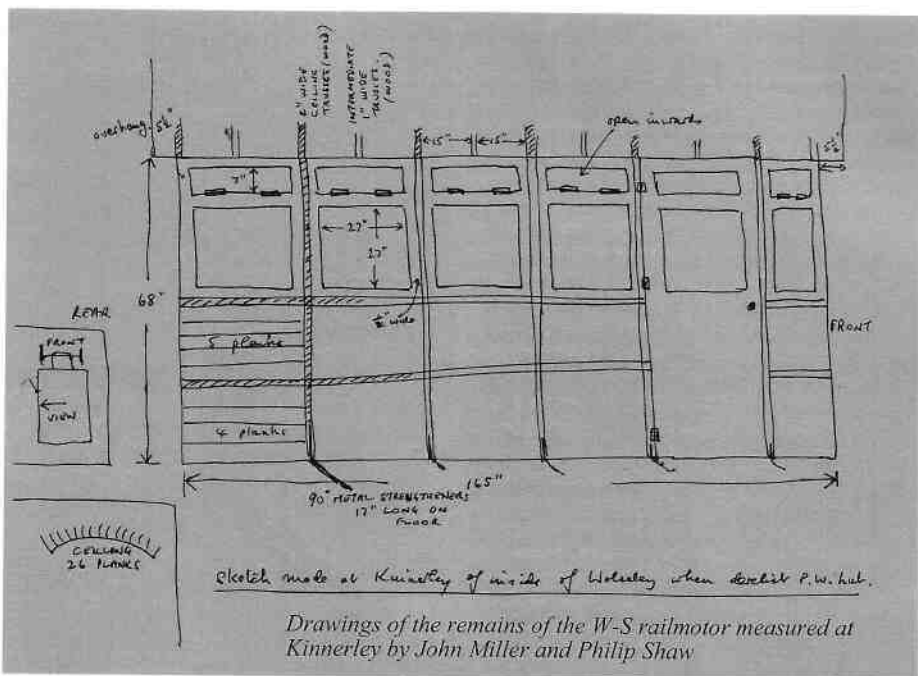 2" WIDE
CEILING
TRUSSES (WOOD)
INTERMEDIATE
1" WIDE
TRUSSES.
(WOOD)
overhang 5½"
15"
15"
open inwards
5½"
7"
27"
27"
68"
½" wide
REAR
FRONT
VIEW
5 planks
4 planks
FRONT
165"
90° METAL STRENGTHENERS
17" LONG ON
FLOOR
CEILING
26 PLANKS
Sketch made at Kinnerley of inside of Wolseley when derelict P.W. hut.
Drawings of the remains of the W-S railmotor measured at
Kinnerley by John Miller and Philip Shaw